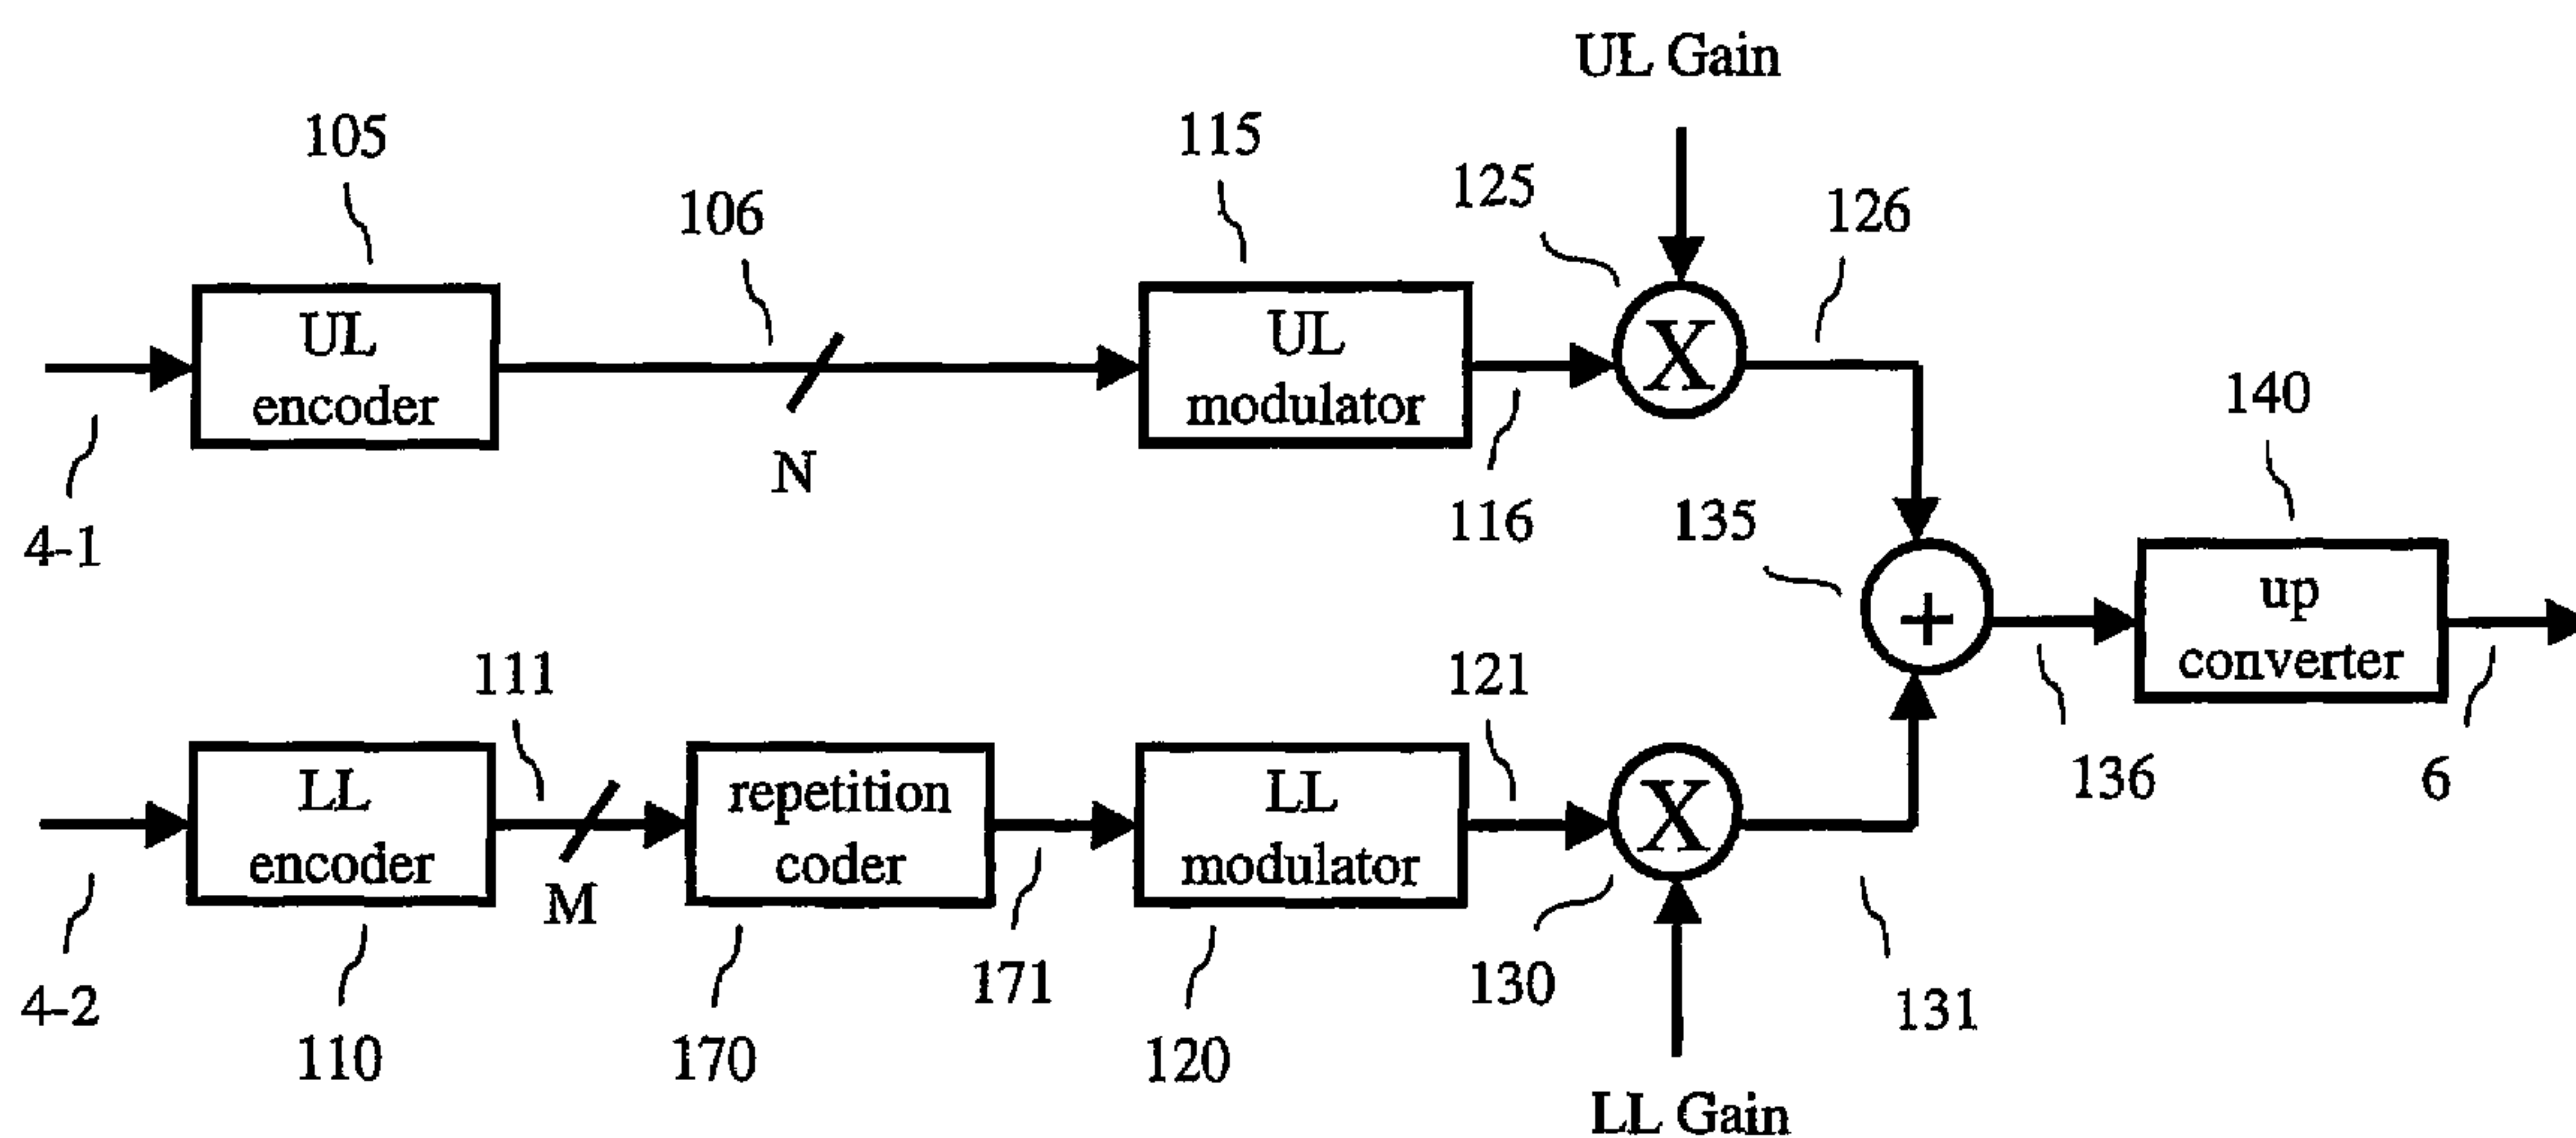 UL Gain
105
115
125
106
126
UL
encoder
UL
modulator
X
140
N
4-1
116
135
up
converter
+
111
121
136
6
LL
encoder
repetition
coder
LL
modulator
X
M
4-2
171
130
131
110
170
120
LL Gain